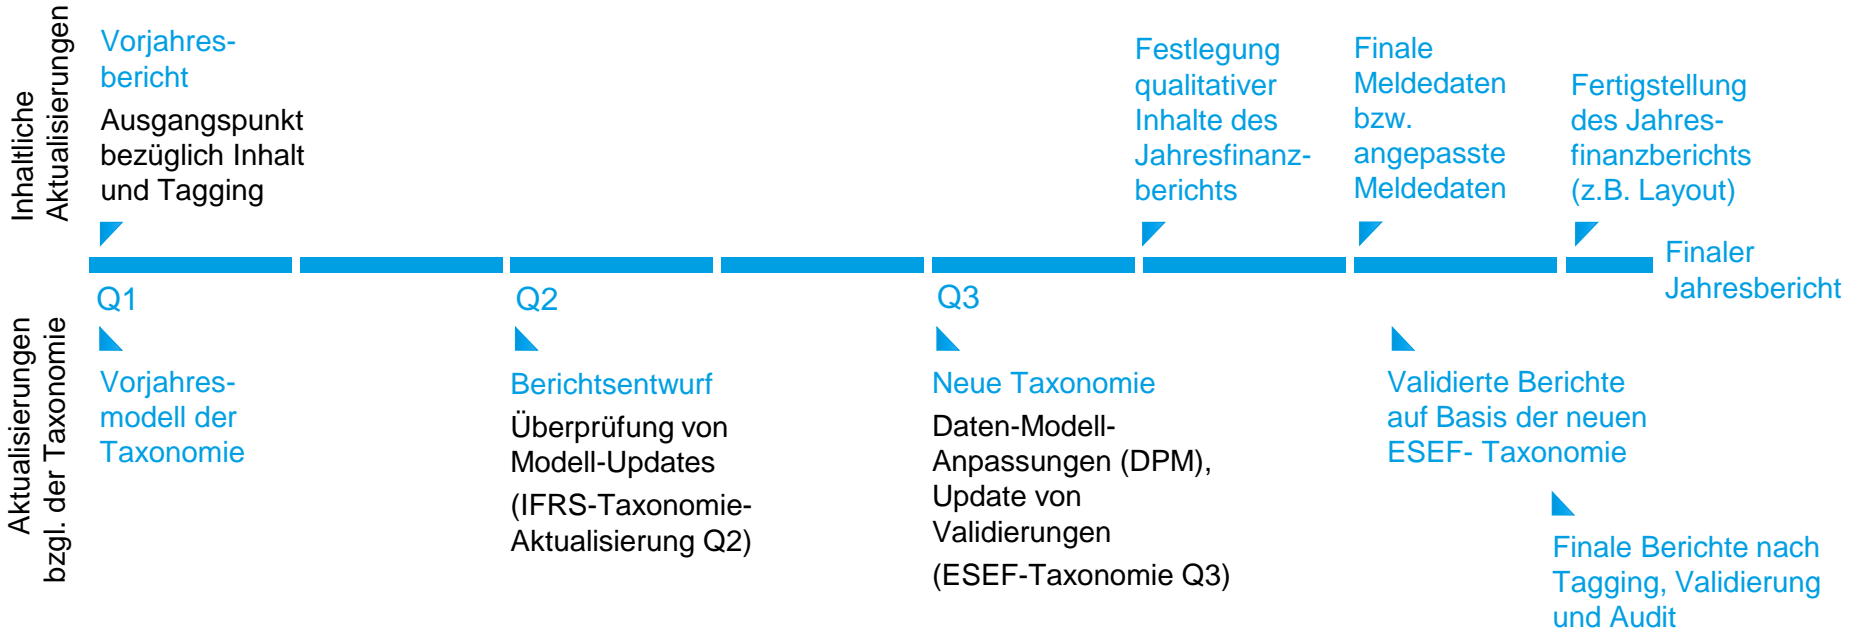 Inhaltliche
Aktualisierungen
Vorjahres-
bericht
Ausgangspunkt
bezüglich Inhalt
und Tagging
Festlegung
qualitativer
Inhalte des
Jahresfinanz-
berichts
Finale
Meldedaten
bzw.
angepasste
Meldedaten
Fertigstellung
des Jahres-
finanzberichts
(z.B. Layout)
Finaler
Jahresbericht
Q1
Q2
Q3
Aktualisierungen
bzgl. der Taxonomie
Vorjahres-
modell der
Taxonomie
Berichtsentwurf
Überprüfung von
Modell-Updates
(IFRS-Taxonomie-
Aktualisierung Q2)
Neue Taxonomie
Daten-Modell-
Anpassungen (DPM),
Update von
Validierungen
(ESEF-Taxonomie Q3)
Validierte Berichte
auf Basis der neuen
ESEF- Taxonomie
Finale Berichte nach
Tagging, Validierung
und Audit